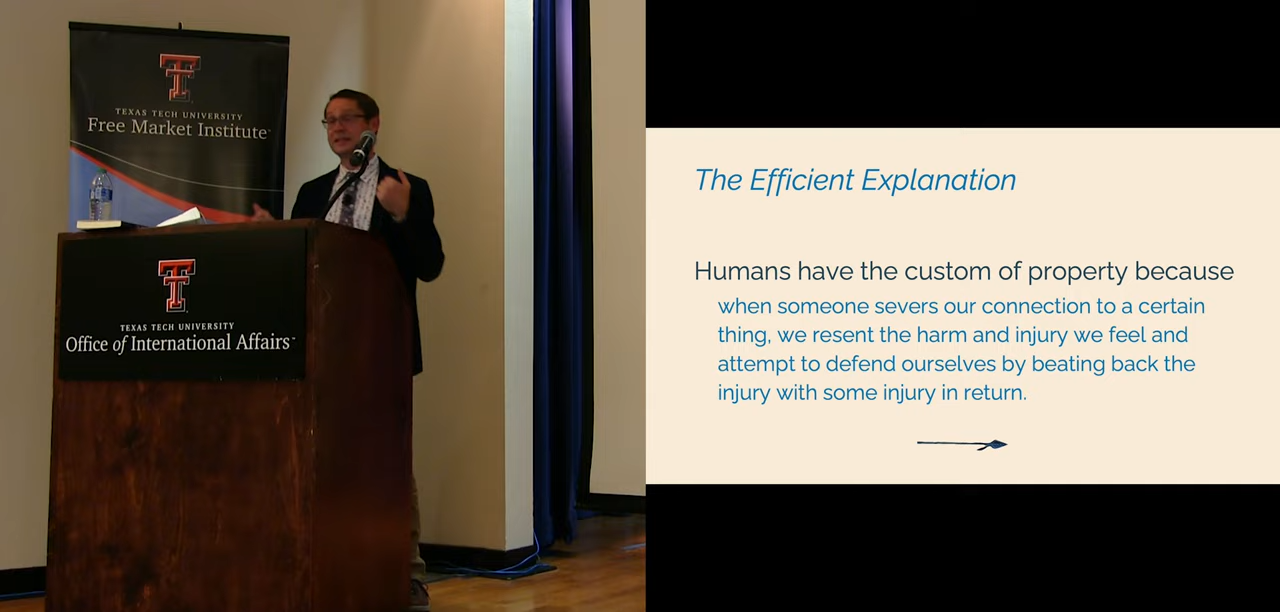 TEXAS TECH UNIVERSITY
Free Market Institute
TEXAS TECH UNIVERSITY
Office of International Affairs
The Efficient Explanation
Humans have the custom of property because
when someone severs our connection to a certain
thing, we resent the harm and injury we feel and
attempt to defend ourselves by beating back the
injury with some injury in return.